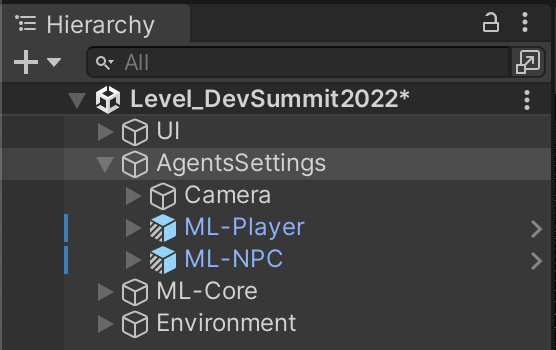 Hierarchy
All
Level_DevSummit2022*
UI
AgentsSettings
Camera
ML-Player
ML-NPC
ML-Core
Environment